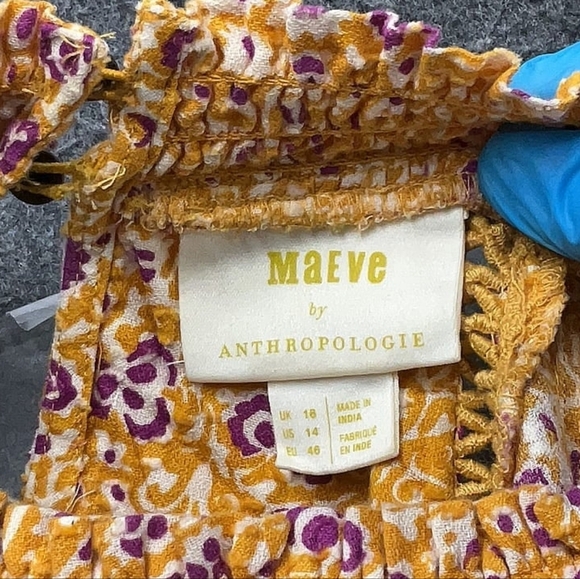 MaEve
by
ANTHROPOLOGIE
UK 18
US 14
EU 46
MADE IN
INDIA
FABRIQUÉ
EN INDE